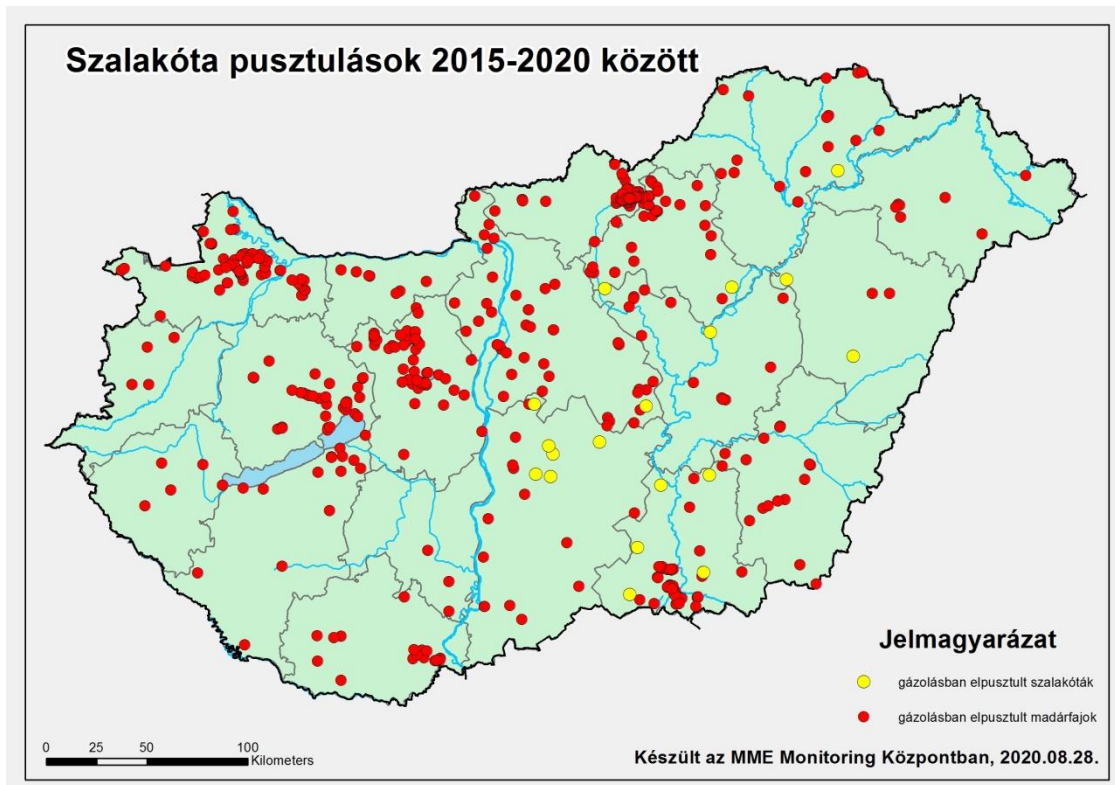 Szalakóta pusztulások 2015-2020 között
Jelmagyarázat
gázolásban elpusztult szalakóták
gázolásban elpusztult madárfajok
0 25 50 100
Kilometers
Készült az MME Monitoring Központban, 2020.08.28.